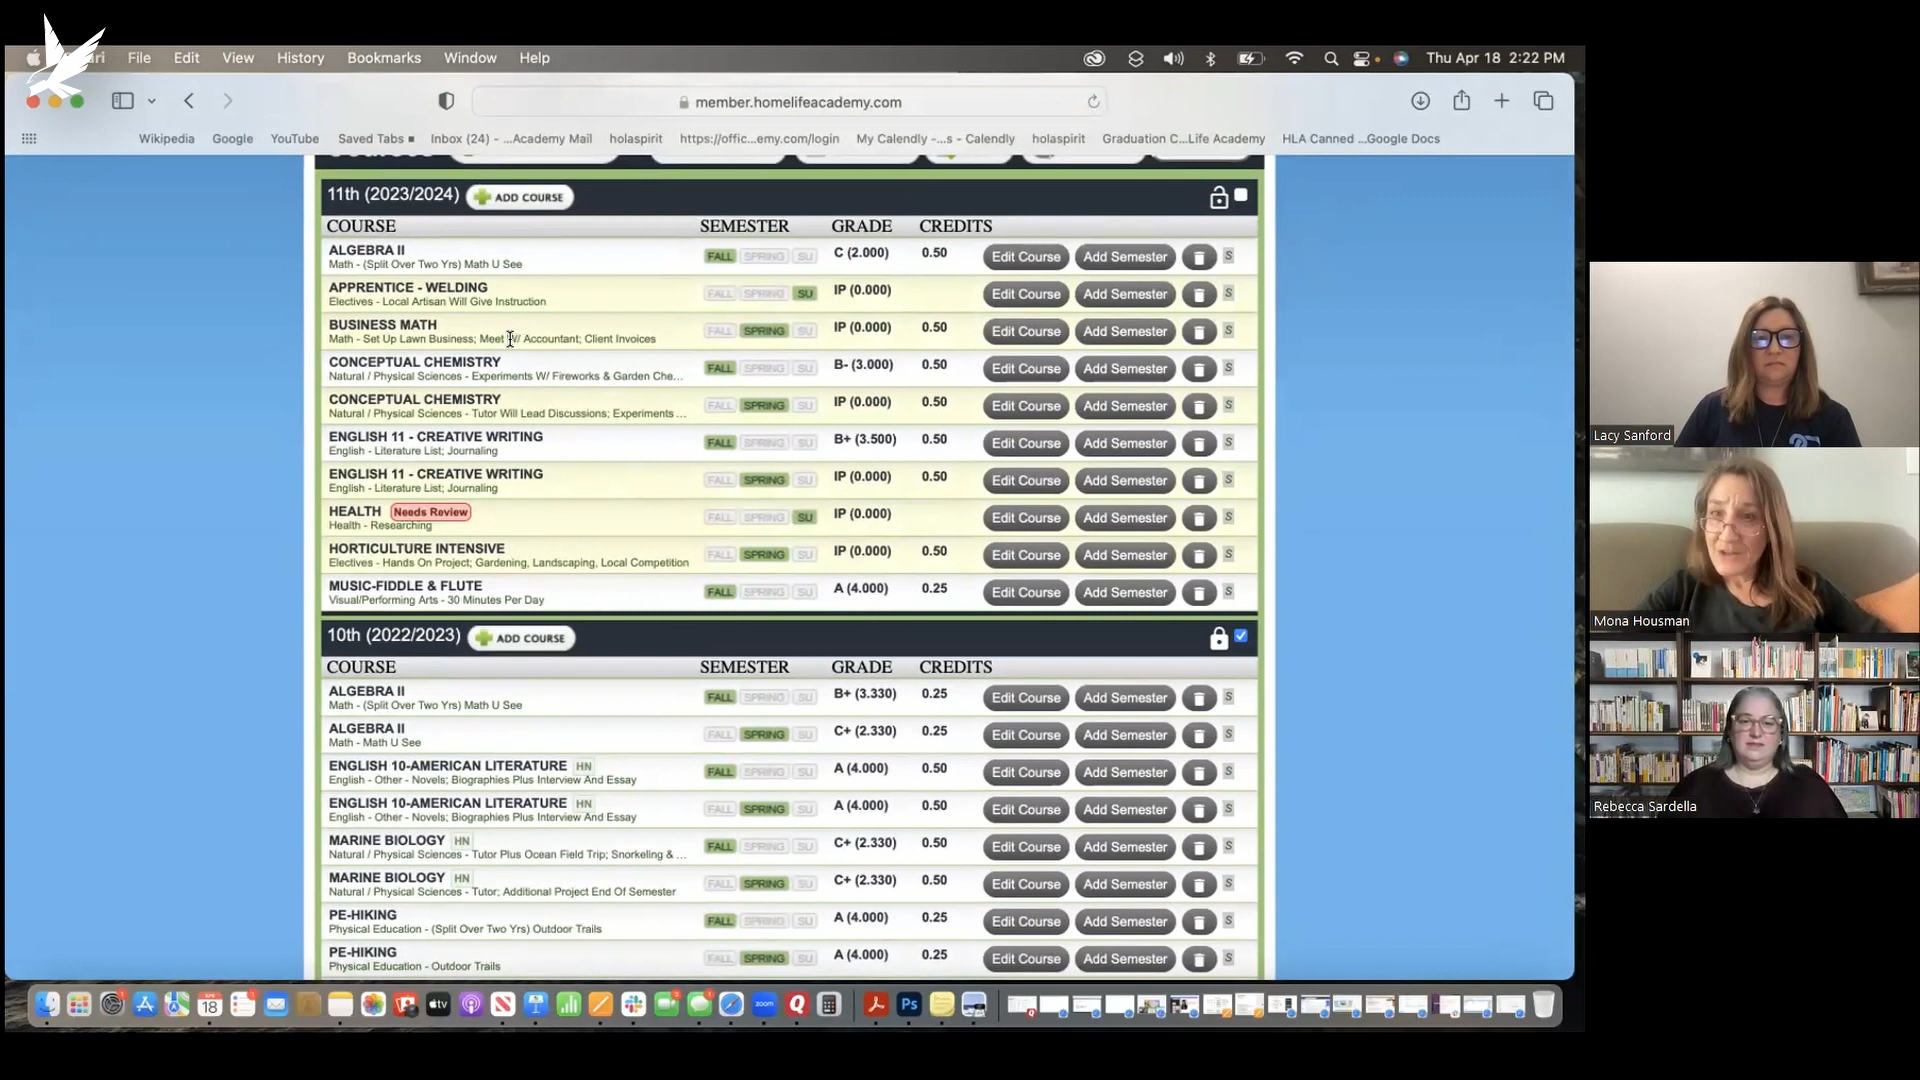 File Edit View History Bookmarks Window Help Thu Apr 18 2:22 PM
member.homelifeacademy.com
Wikipedia Google YouTube Saved Tabs Inbox (24) - ...Academy Mail holaspirit https://offic...emy.com/login My Calendly -...s - Calendly holaspirit Graduation C...Life Academy HLA Canned ...Google Docs
11th (2023/2024) ADD COURSE
COURSE SEMESTER GRADE CREDITS
ALGEBRA II FALL SPRING SU C (2.000) 0.50 Edit Course Add Semester S
Math - (Split Over Two Yrs) Math U See
APPRENTICE - WELDING FALL SPRING SU IP (0.000) Edit Course Add Semester S
Electives - Local Artisan Will Give Instruction
BUSINESS MATH FALL SPRING SU IP (0.000) 0.50 Edit Course Add Semester S
Math - Set Up Lawn Business; Meet W/ Accountant; Client Invoices
CONCEPTUAL CHEMISTRY FALL SPRING SU B- (3.000) 0.50 Edit Course Add Semester S
Natural / Physical Sciences - Experiments W/ Fireworks & Garden Che...
CONCEPTUAL CHEMISTRY FALL SPRING SU IP (0.000) 0.50 Edit Course Add Semester S
Natural / Physical Sciences - Tutor Will Lead Discussions; Experiments ...
ENGLISH 11 - CREATIVE WRITING FALL SPRING SU B+ (3.500) 0.50 Edit Course Add Semester S
English - Literature List; Journaling
ENGLISH 11 - CREATIVE WRITING FALL SPRING SU IP (0.000) 0.50 Edit Course Add Semester S
English - Literature List; Journaling
HEALTH Needs Review FALL SPRING SU IP (0.000) Edit Course Add Semester S
Health - Researching
HORTICULTURE INTENSIVE FALL SPRING SU IP (0.000) 0.50 Edit Course Add Semester S
Electives - Hands On Project; Gardening, Landscaping, Local Competition
MUSIC-FIDDLE & FLUTE FALL SPRING SU A (4.000) 0.25 Edit Course Add Semester S
Visual/Performing Arts - 30 Minutes Per Day
10th (2022/2023) ADD COURSE
COURSE SEMESTER GRADE CREDITS
ALGEBRA II FALL SPRING SU B+ (3.330) 0.25 Edit Course Add Semester S
Math - (Split Over Two Yrs) Math U See
ALGEBRA II FALL SPRING SU C+ (2.330) 0.25 Edit Course Add Semester S
Math - Math U See
ENGLISH 10-AMERICAN LITERATURE HN FALL SPRING SU A (4.000) 0.50 Edit Course Add Semester S
English - Other - Novels; Biographies Plus Interview And Essay
ENGLISH 10-AMERICAN LITERATURE HN FALL SPRING SU A (4.000) 0.50 Edit Course Add Semester S
English - Other - Novels; Biographies Plus Interview And Essay
MARINE BIOLOGY HN FALL SPRING SU C+ (2.330) 0.50 Edit Course Add Semester S
Natural / Physical Sciences - Tutor Plus Ocean Field Trip; Snorkeling & ...
MARINE BIOLOGY HN FALL SPRING SU C+ (2.330) 0.50 Edit Course Add Semester S
Natural / Physical Sciences - Tutor; Additional Project End Of Semester
PE-HIKING FALL SPRING SU A (4.000) 0.25 Edit Course Add Semester S
Physical Education - (Split Over Two Yrs) Outdoor Trails
PE-HIKING FALL SPRING SU A (4.000) 0.25 Edit Course Add Semester S
Physical Education - Outdoor Trails
Lacy Sanford
Mona Housman
Rebecca Sardella
APR 18 tv zoom Ps